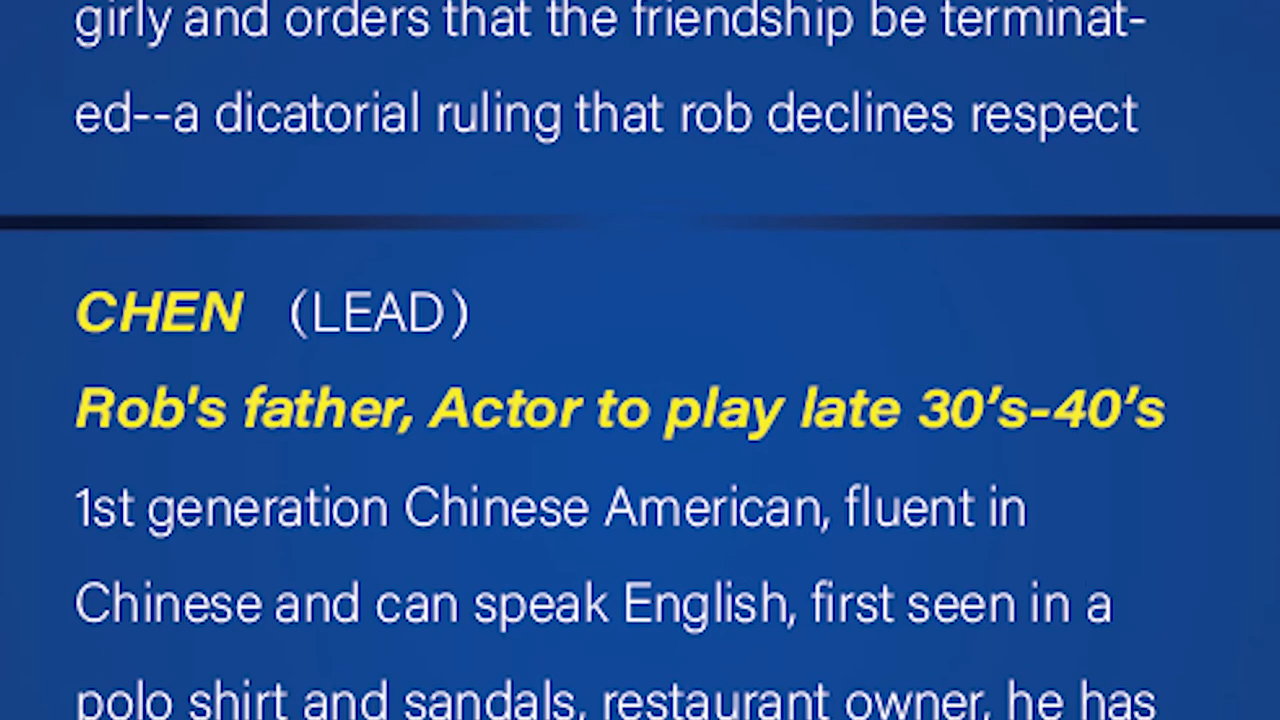 girly and orders that the friendship be terminat-
ed--a dicatorial ruling that rob declines respect
CHEN (LEAD)
Rob's father, Actor to play late 30’s-40’s
1st generation Chinese American, fluent in
Chinese and can speak English, first seen in a
polo shirt and sandals, restaurant owner, he has